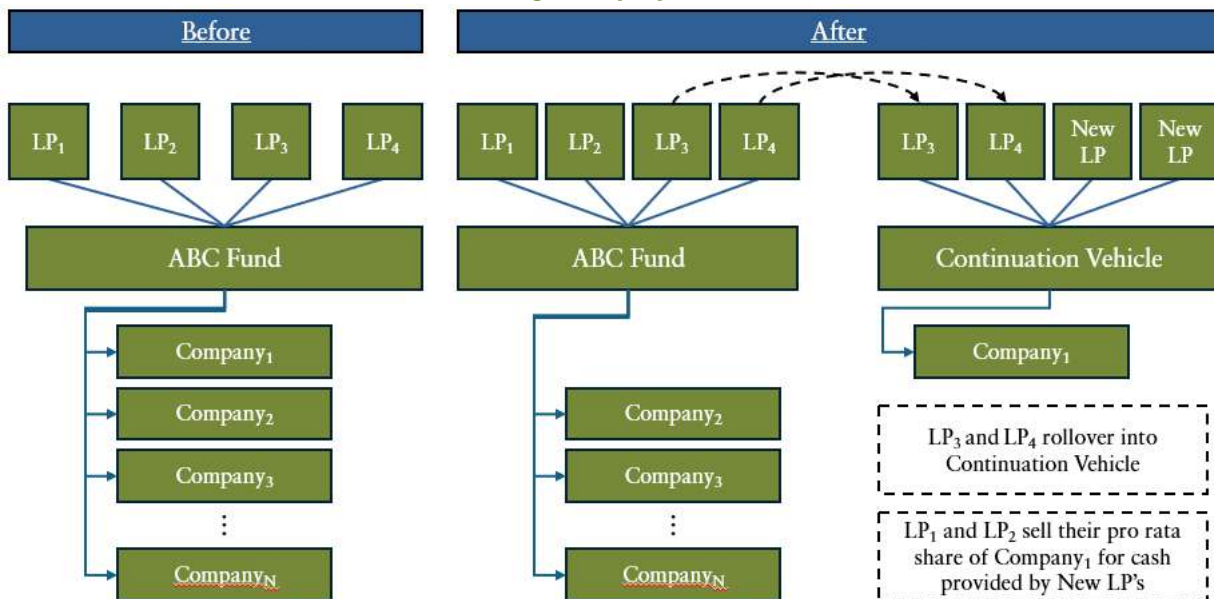 Before
After
LP₁
LP₂
LP₃
LP₄
LP₁
LP₂
LP₃
LP₄
LP₃
LP₄
New
LP
New
LP
ABC Fund
ABC Fund
Continuation Vehicle
Company₁
Company₂
Company₃
⋮
Company_N
Company₂
Company₃
⋮
Company_N
Company₁
LP₃ and LP₄ rollover into
Continuation Vehicle
LP₁ and LP₂ sell their pro rata
share of Company₁ for cash
provided by New LP's